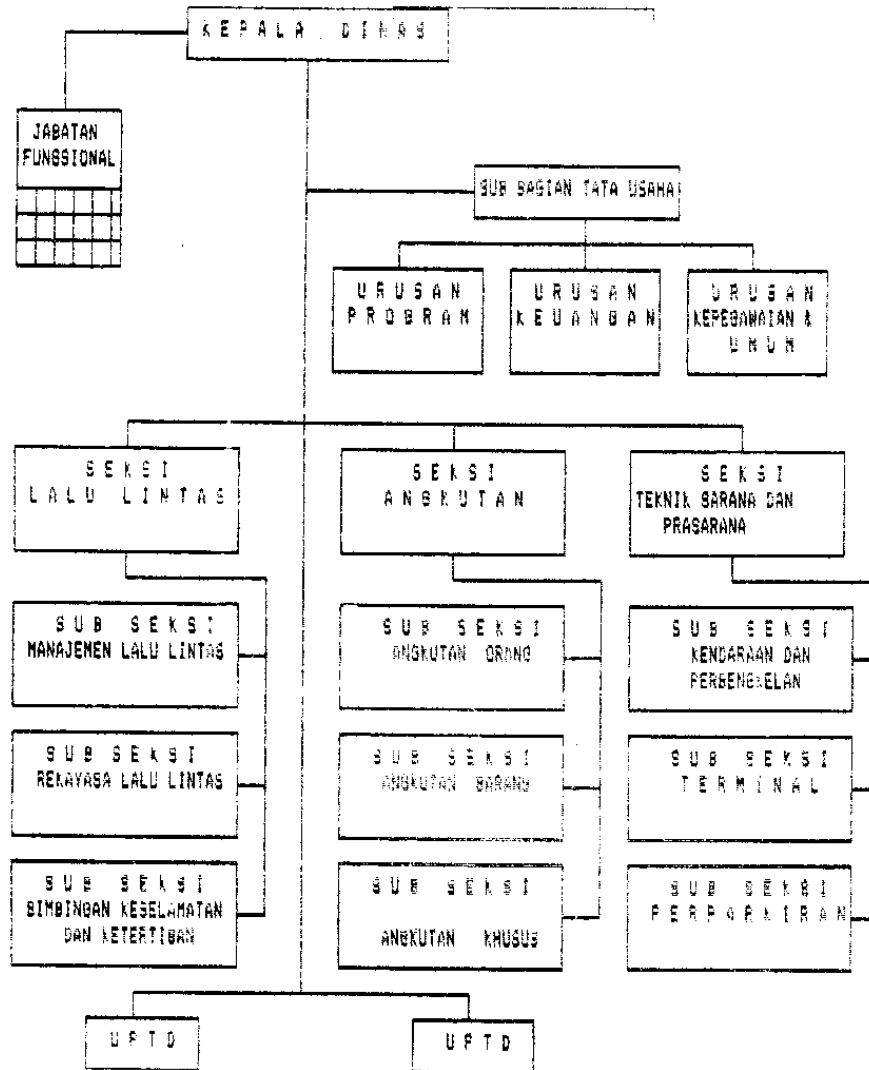 KEPALA DINAS
JABATAN
FUNGSIONAL
SUB BAGIAN TATA USAHA
URUSAN
PROGRAM
URUSAN
KEUANGAN
URUSAN
KEPEGAWAIAN &
UMUM
SEKSI
LALU LINTAS
SEKSI
ANGKUTAN
SEKSI
TEKNIK SARANA DAN
PRASARANA
SUB SEKSI
MANAJEMEN LALU LINTAS
SUB SEKSI
ANGKUTAN ORANG
SUB SEKSI
KENDARAAN DAN
PERBENGKELAN
SUB SEKSI
REKAYASA LALU LINTAS
SUB SEKSI
ANGKUTAN BARANG
SUB SEKSI
TERMINAL
SUB SEKSI
BIMBINGAN KESELAMATAN
DAN KETERTIBAN
SUB SEKSI
ANGKUTAN KHUSUS
SUB SEKSI
PERPARKIRAN
UPTD
UPTD